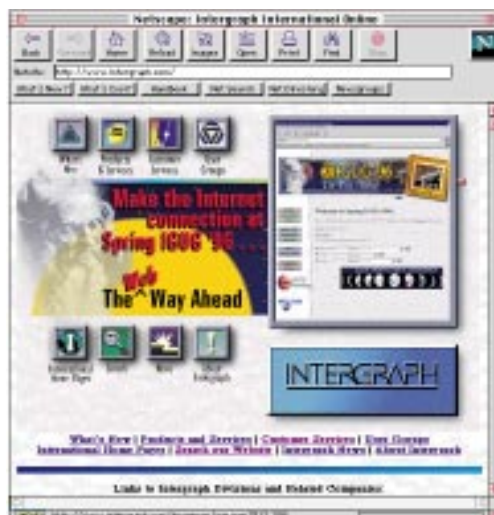 Netscape: Intergraph International Online
Back Forward Home Reload Images Open Print Find Stop
http://www.intergraph.com/
What's New? What's Cool? Handbook Net Search Net Directory Newsgroups
What's New
Products & Services
Customer Services
User Groups
Make the Internet
connection at
Spring IGUG '96 . . .
Web
The ^ Way Ahead
IGUG '96
International Home Pages
Search
News
About Intergraph
INTERGRAPH
What's New | Products and Services | Customer Services | User Groups
International Home Pages | Search our Website | Intergraph News | About Intergraph
Links to Intergraph Divisions and Related Companies: